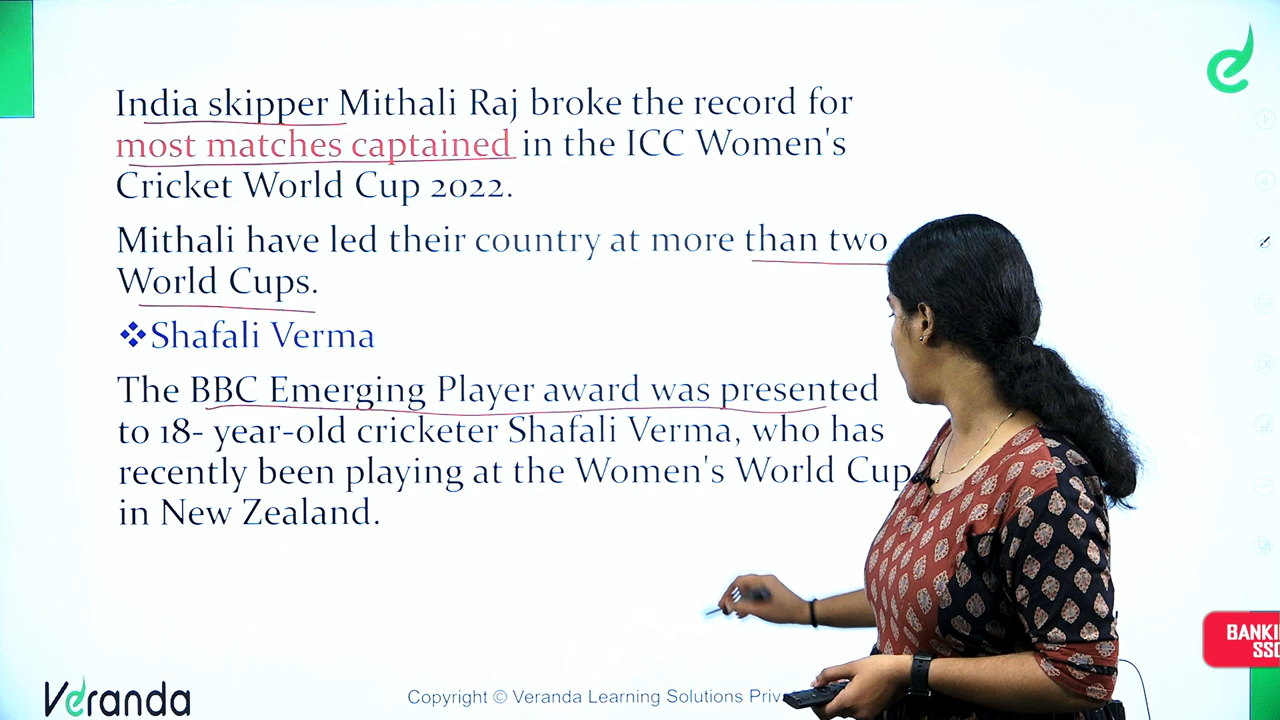 India skipper Mithali Raj broke the record for
most matches captained in the ICC Women's
Cricket World Cup 2022.
Mithali have led their country at more than two
World Cups.
❖Shafali Verma
The BBC Emerging Player award was presented
to 18- year-old cricketer Shafali Verma, who has
recently been playing at the Women's World Cup
in New Zealand.
BANKI
SSC
Veranda
Copyright © Veranda Learning Solutions Priva